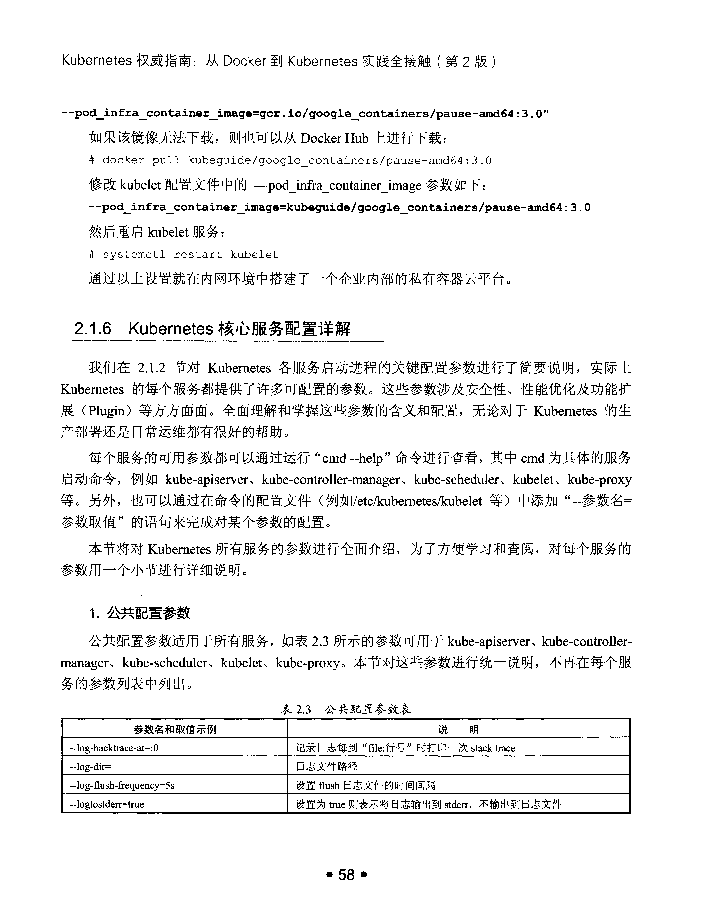 Kubernetes 权威指南：从 Docker 到 Kubernetes 实践全接触（第 2 版）
--pod_infra_container_image=gcr.io/google_containers/pause-amd64:3.0"
如果该镜像无法下载，则也可以从 Docker Hub 上进行下载：
# docker pull kubeguide/google_containers/pause-amd64:3.0
修改 kubelet 配置文件中的 --pod_infra_container_image 参数如下：
--pod_infra_container_image=kubeguide/google_containers/pause-amd64:3.0
然后重启 kubelet 服务：
# systemctl restart kubelet
通过以上设置就在内网环境中搭建了一个企业内部的私有容器云平台。
2.1.6 Kubernetes 核心服务配置详解
我们在 2.1.2 节对 Kubernetes 各服务启动进程的关键配置参数进行了简要说明，实际上
Kubernetes 的每个服务都提供了许多可配置的参数。这些参数涉及安全性、性能优化及功能扩
展（Plugin）等方方面面。全面理解和掌握这些参数的含义和配置，无论对于 Kubernetes 的生
产部署还是日常运维都有很好的帮助。
每个服务的可用参数都可以通过运行“cmd --help”命令进行查看，其中 cmd 为具体的服务
启动命令，例如 kube-apiserver、kube-controller-manager、kube-scheduler、kubelet、kube-proxy
等。另外，也可以通过在命令的配置文件（例如/etc/kubernetes/kubelet 等）中添加“--参数名=
参数取值”的语句来完成对某个参数的配置。
本节将对 Kubernetes 所有服务的参数进行全面介绍，为了方便学习和查阅，对每个服务的
参数用一个小节进行详细说明。
1. 公共配置参数
公共配置参数适用于所有服务，如表 2.3 所示的参数可用于 kube-apiserver、kube-controller-
manager、kube-scheduler、kubelet、kube-proxy。本节对这些参数进行统一说明，不再在每个服
务的参数列表中列出。
表 2.3 公共配置参数表
参数名和取值示例 说 明
--log-backtrace-at=:0 记录日志每到“file:行号”时打印一次 stack trace
--log-dir= 日志文件路径
--log-flush-frequency=5s 设置 flush 日志文件的时间间隔
--logtostderr=true 设置为 true 则表示将日志输出到 stderr，不输出到日志文件
• 58 •